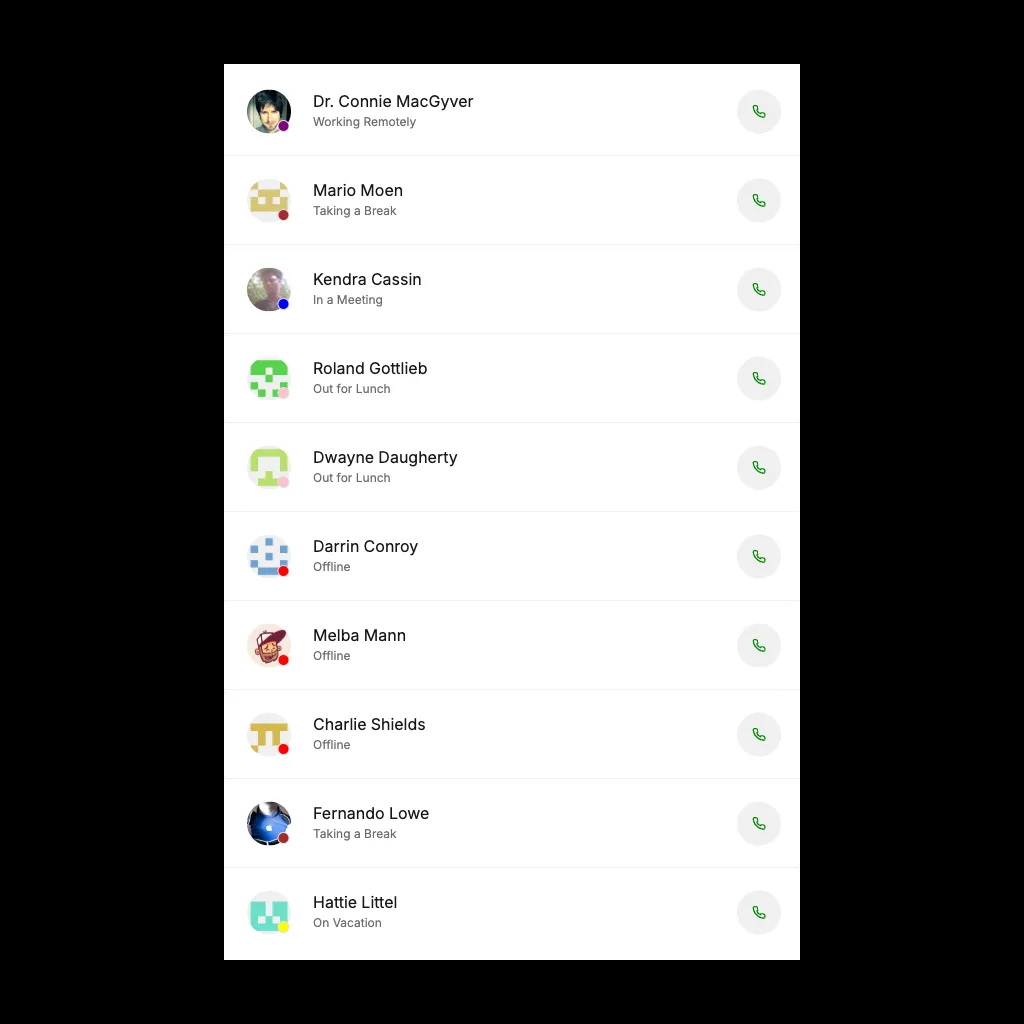 Dr. Connie MacGyver
Working Remotely
Mario Moen
Taking a Break
Kendra Cassin
In a Meeting
Roland Gottlieb
Out for Lunch
Dwayne Daugherty
Out for Lunch
Darrin Conroy
Offline
Melba Mann
Offline
Charlie Shields
Offline
Fernando Lowe
Taking a Break
Hattie Littel
On Vacation